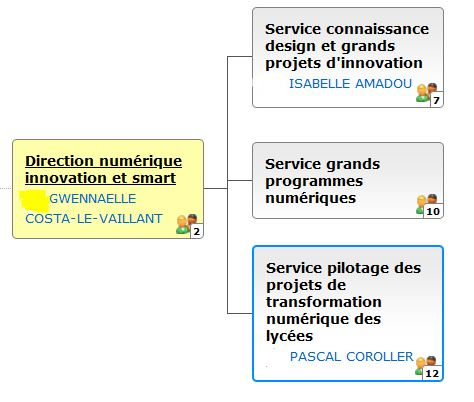 Service connaissance
design et grands
projets d'innovation
ISABELLE AMADOU
7
Direction numérique
innovation et smart
GWENNAELLE
COSTA-LE-VAILLANT
2
Service grands
programmes
numériques
10
Service pilotage des
projets de
transformation
numérique des
lycées
PASCAL COROLLER
12